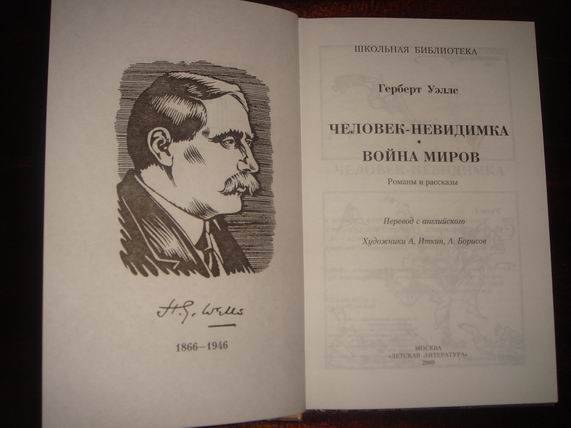 H.G. Wells
1866—1946
ШКОЛЬНАЯ БИБЛИОТЕКА
Герберт Уэллс
ЧЕЛОВЕК-НЕВИДИМКА
•
ВОЙНА МИРОВ
Романы и рассказы
Перевод с английского
Художники А. Иткин, А. Борисов
МОСКВА
«ДЕТСКАЯ ЛИТЕРАТУРА»